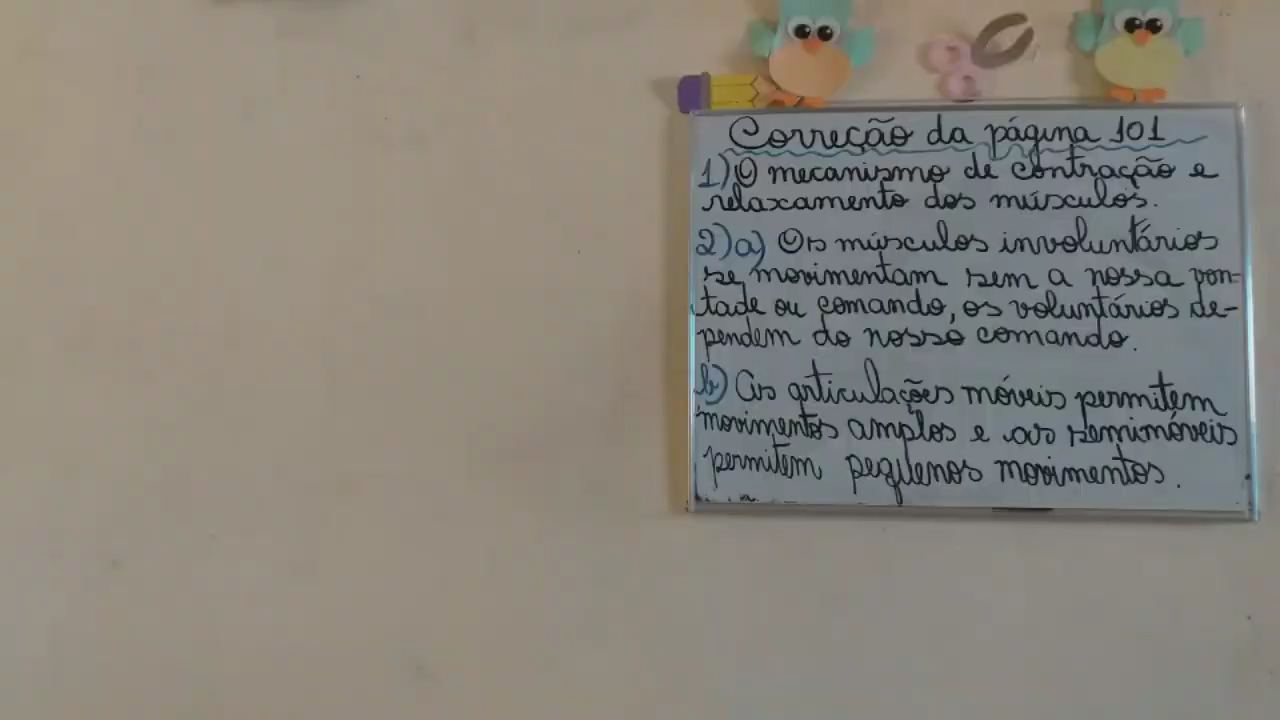 Correção da página 101
1) O mecanismo de contração e
relaxamento dos músculos.
2) a) Os músculos involuntários
se movimentam sem a nossa von-
tade ou comando, os voluntários de-
pendem do nosso comando.
b) As articulações móveis permitem
movimentos amplos e as semimóveis
permitem pequenos movimentos.